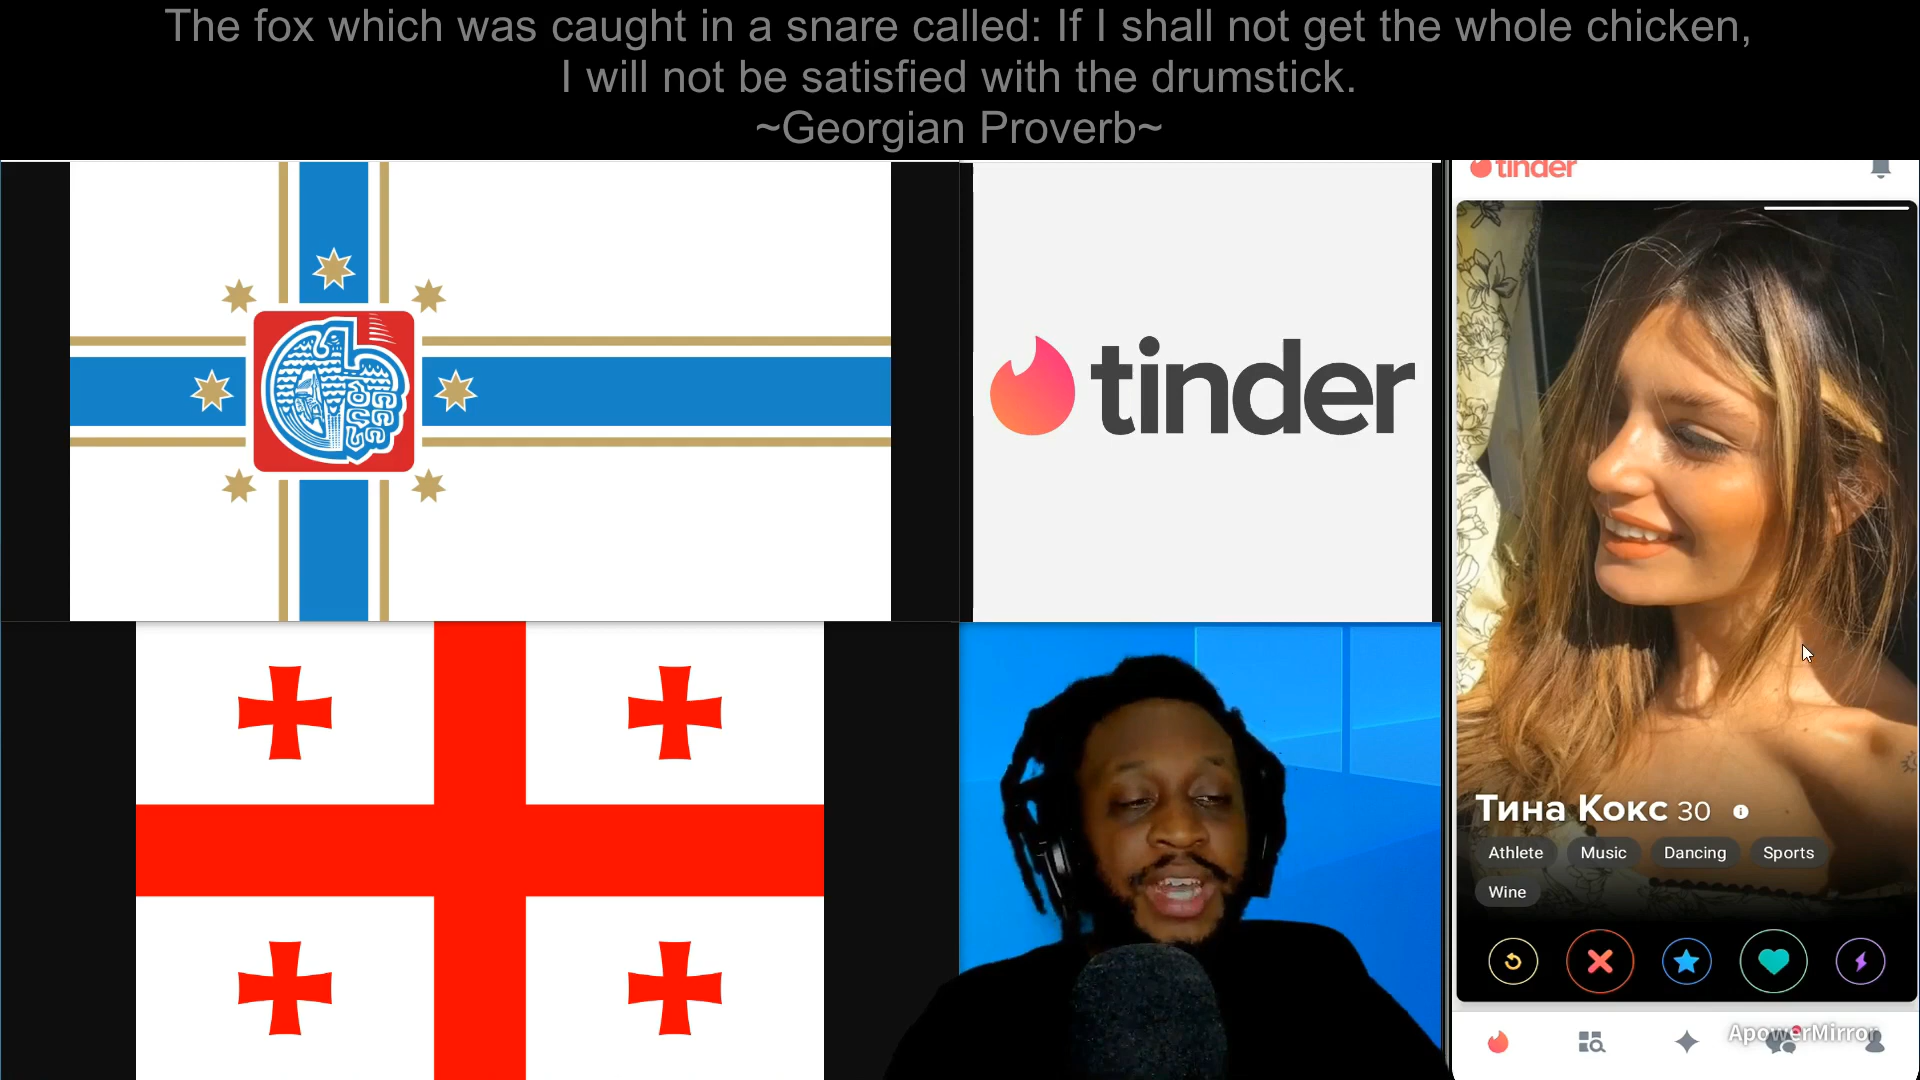 The fox which was caught in a snare called: If I shall not get the whole chicken,
I will not be satisfied with the drumstick.
~Georgian Proverb~
tinder
tinder
Тина Кокс 30
Athlete Music Dancing Sports
Wine
ApowerMirror